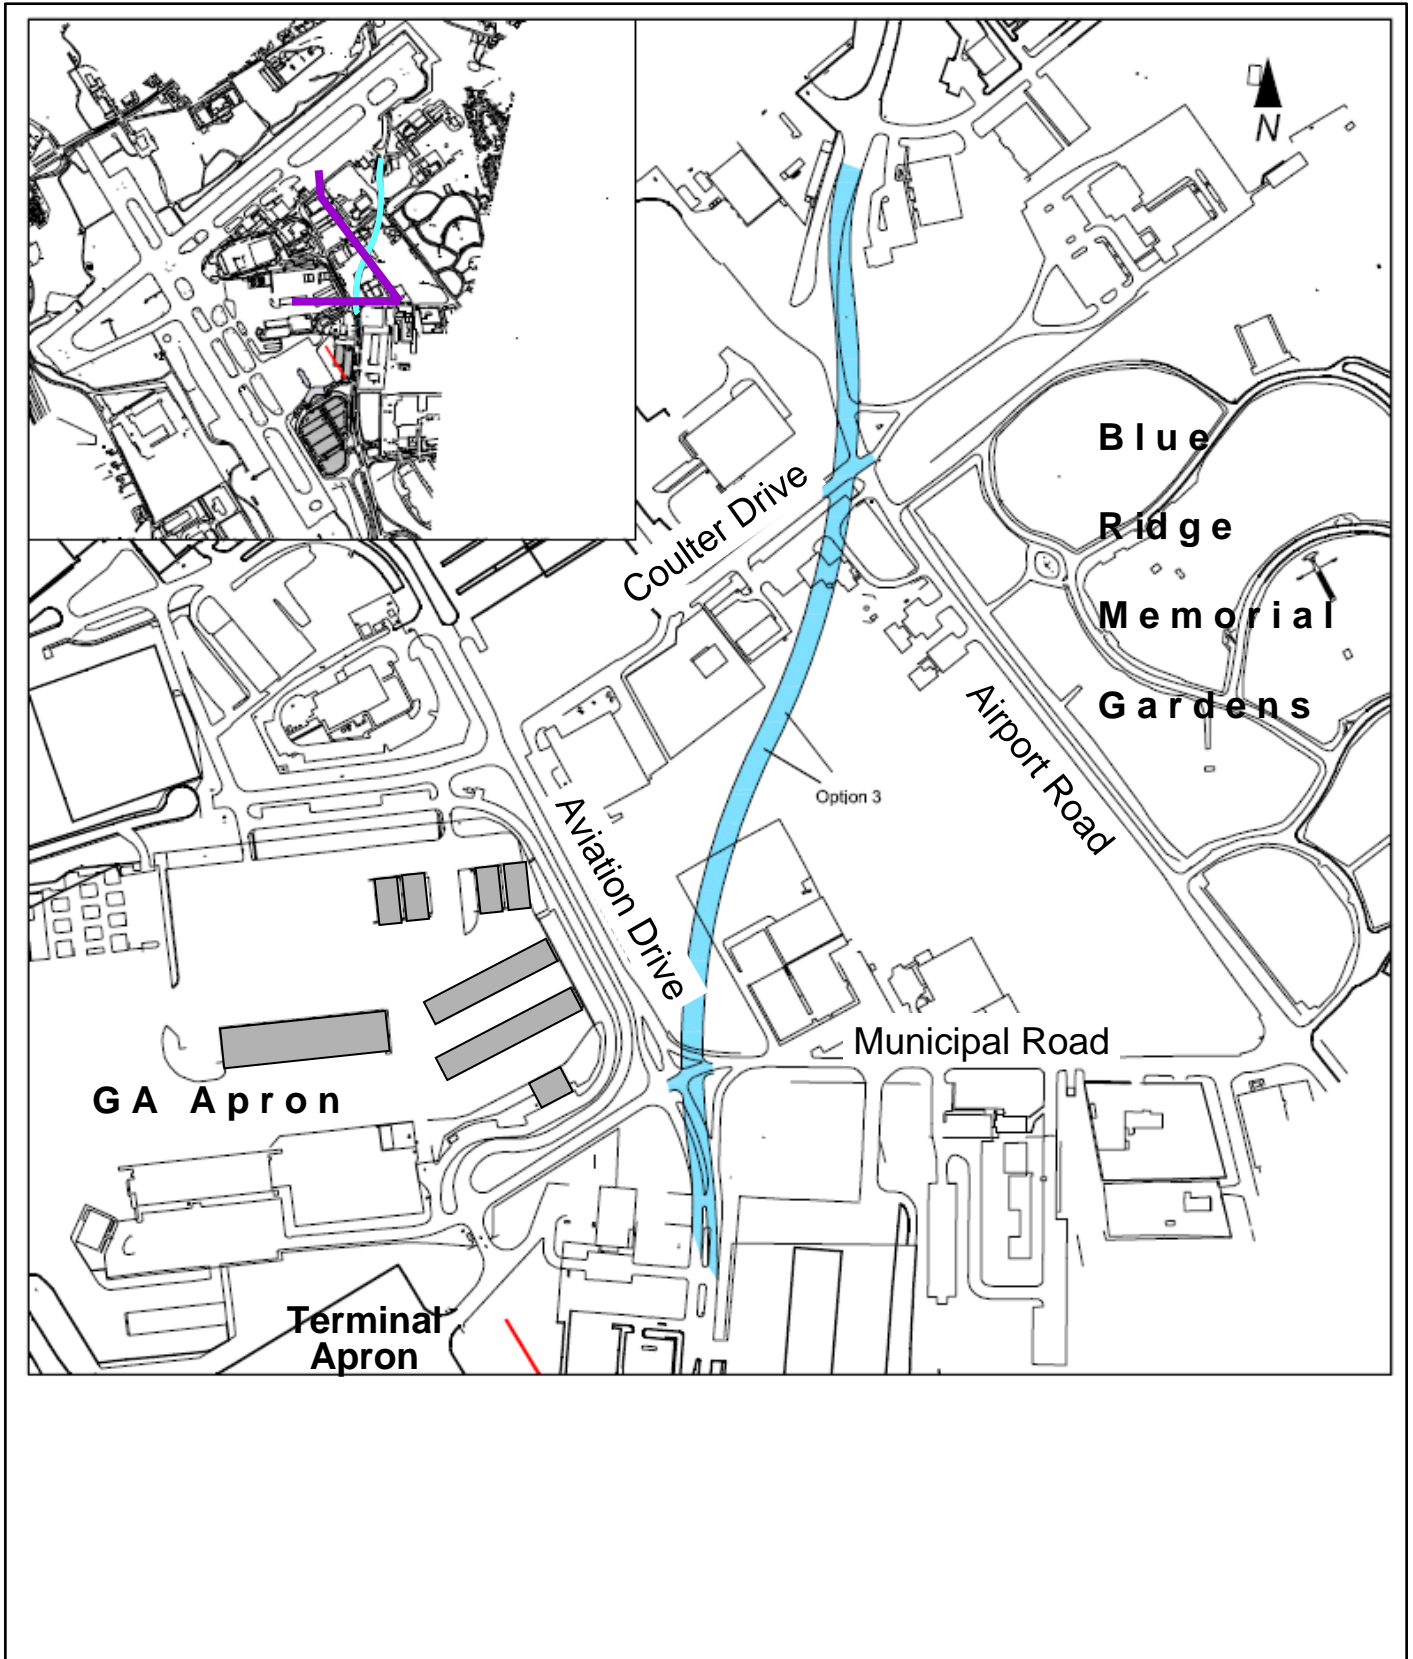 N
Blue
Ridge
Memorial
Gardens
Coulter Drive
Airport Road
Option 3
Aviation Drive
Municipal Road
GA Apron
Terminal
Apron